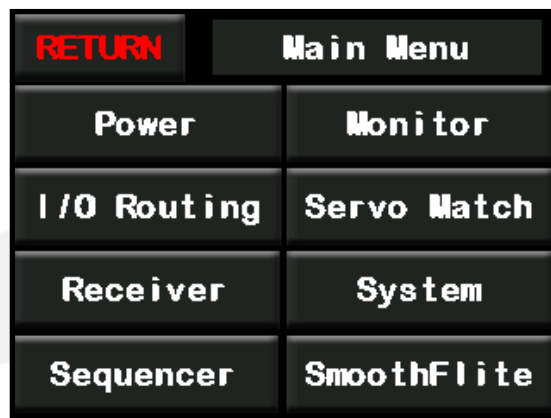 RETURN Main Menu
Power Monitor
I/O Routing Servo Match
Receiver System
Sequencer SmoothFlite